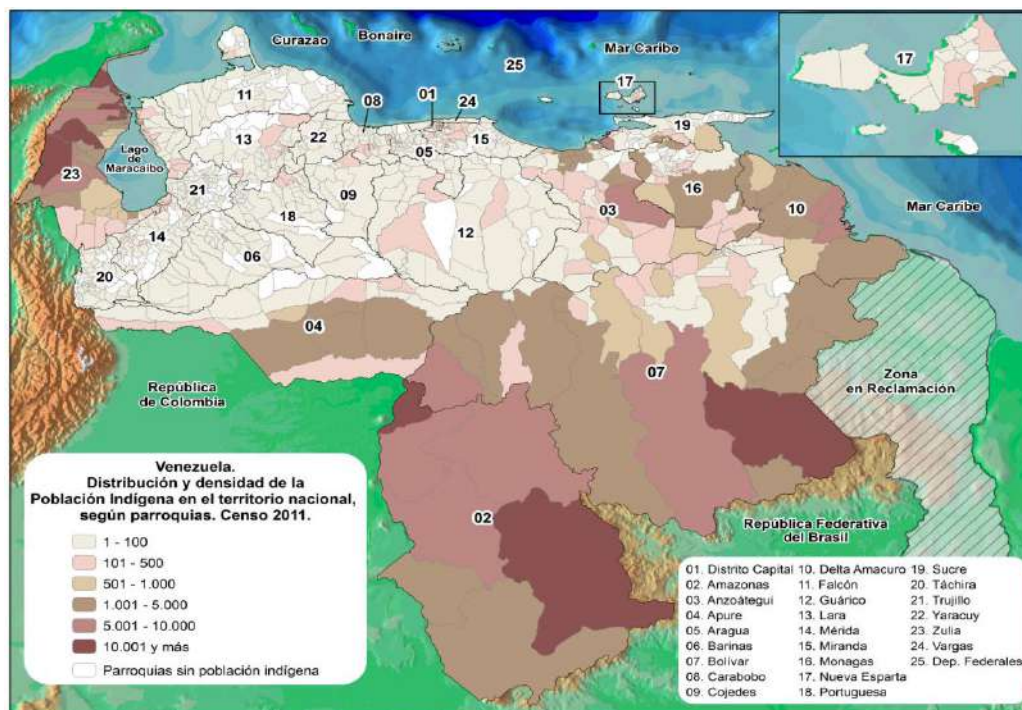 Curazao
Bonaire
Mar Caribe
25
17
17
11
08
01
24
19
13
22
15
05
Lago
de
Maracaibo
23
21
09
16
03
10
18
12
Mar Caribe
14
06
20
04
07
Zona
en Reclamación
República
de Colombia
02
República Federativa
del Brasil
Venezuela.
Distribución y densidad de la
Población Indígena en el territorio nacional,
según parroquias. Censo 2011.
1 - 100
101 - 500
501 - 1.000
1.001 - 5.000
5.001 - 10.000
10.001 y más
Parroquias sin población indígena
01. Distrito Capital
02. Amazonas
03. Anzoátegui
04. Apure
05. Aragua
06. Barinas
07. Bolívar
08. Carabobo
09. Cojedes
10. Delta Amacuro
11. Falcón
12. Guárico
13. Lara
14. Mérida
15. Miranda
16. Monagas
17. Nueva Esparta
18. Portuguesa
19. Sucre
20. Táchira
21. Trujillo
22. Yaracuy
23. Zulia
24. Vargas
25. Dep. Federales